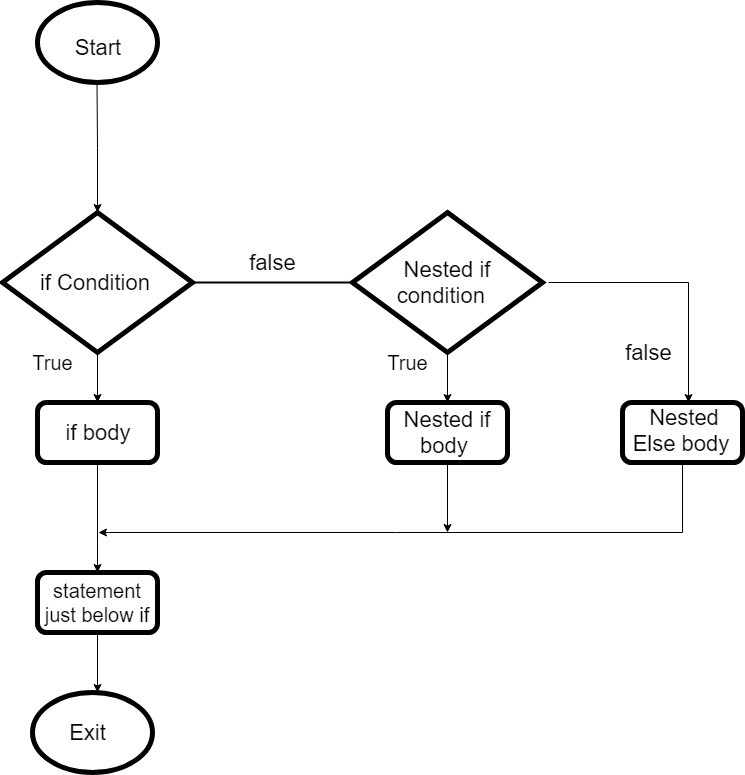 Start
false
if Condition
Nested if
condition
True
True
false
if body
Nested if
body
Nested
Else body
statement
just below if
Exit